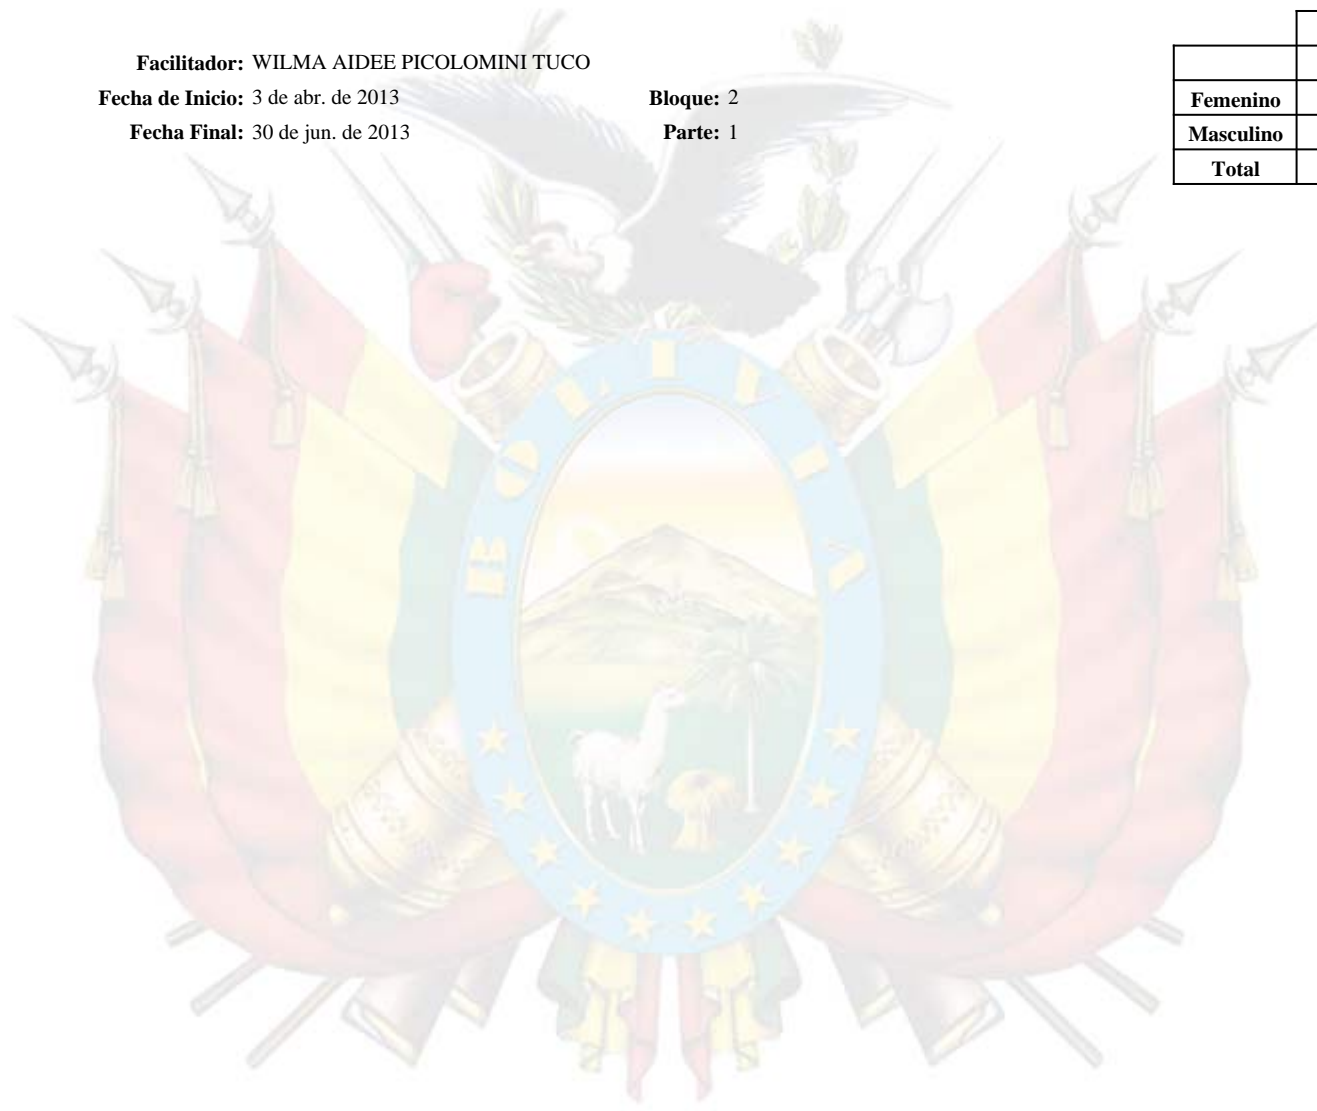 Facilitador: WILMA AIDEE PICOLOMINI TUCO
Fecha de Inicio: 3 de abr. de 2013 Bloque: 2
Fecha Final: 30 de jun. de 2013 Parte: 1
Femenino
Masculino
Total
BOLIVIA